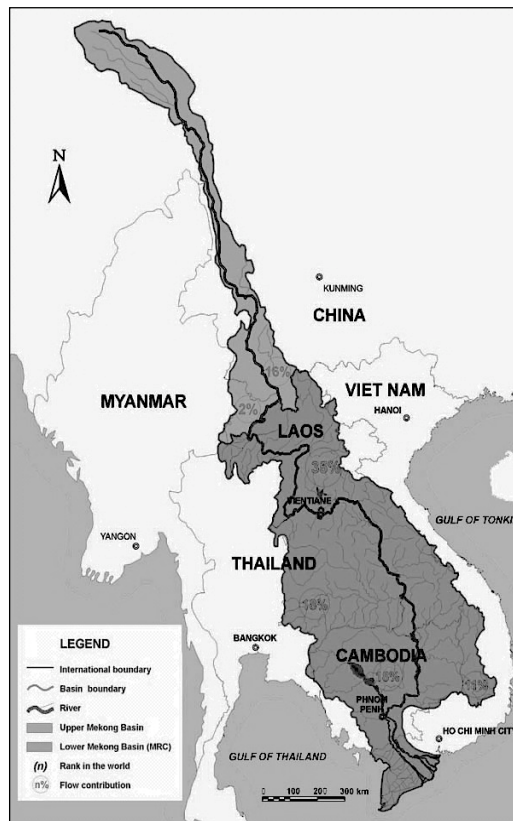 N
KUNMING
CHINA
16%
MYANMAR
VIET NAM
2%
HANOI
LAOS
35%
VIENTIANE
GULF OF TONKI
YANGON
THAILAND
18%
BANGKOK
CAMBODIA
(18%)
11%
PHNOM
PENH
HO CHI MINH CITY
GULF OF THAILAND
0 100 200 300 km
LEGEND
International boundary
Basin boundary
River
Upper Mekong Basin
Lower Mekong Basin (MRC)
(n) Rank in the world
n% Flow contribution